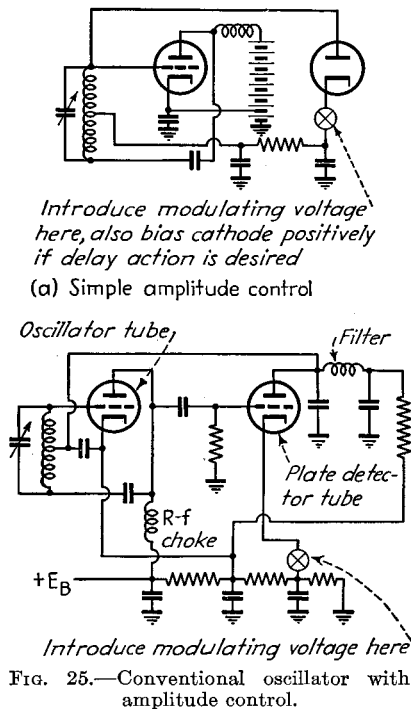 Introduce modulating voltage
here, also bias cathode positively
if delay action is desired
(a) Simple amplitude control
Oscillator tube
Filter
Plate detec-
tor tube
R-f
choke
+EB
Introduce modulating voltage here
FIG. 25.—Conventional oscillator with
amplitude control.